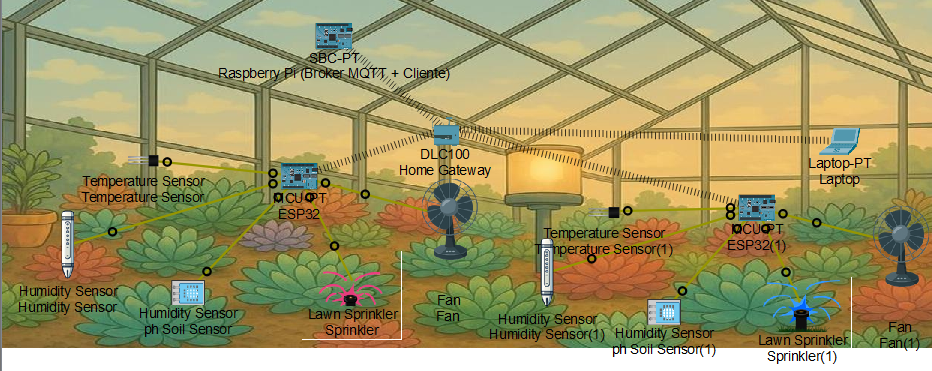 SBC-PT
Raspberry Pi (Broker MQTT + Cliente)
DLC100
Home Gateway
Laptop-PT
Laptop
Temperature Sensor
Temperature Sensor
MCU-PT
ESP32
Temperature Sensor
Temperature Sensor(1)
MCU-PT
ESP32(1)
Humidity Sensor
Humidity Sensor
Humidity Sensor
ph Soil Sensor
Lawn Sprinkler
Sprinkler
Fan
Fan
Humidity Sensor
Humidity Sensor(1)
Humidity Sensor
ph Soil Sensor(1)
Lawn Sprinkler
Sprinkler(1)
Fan
Fan(1)